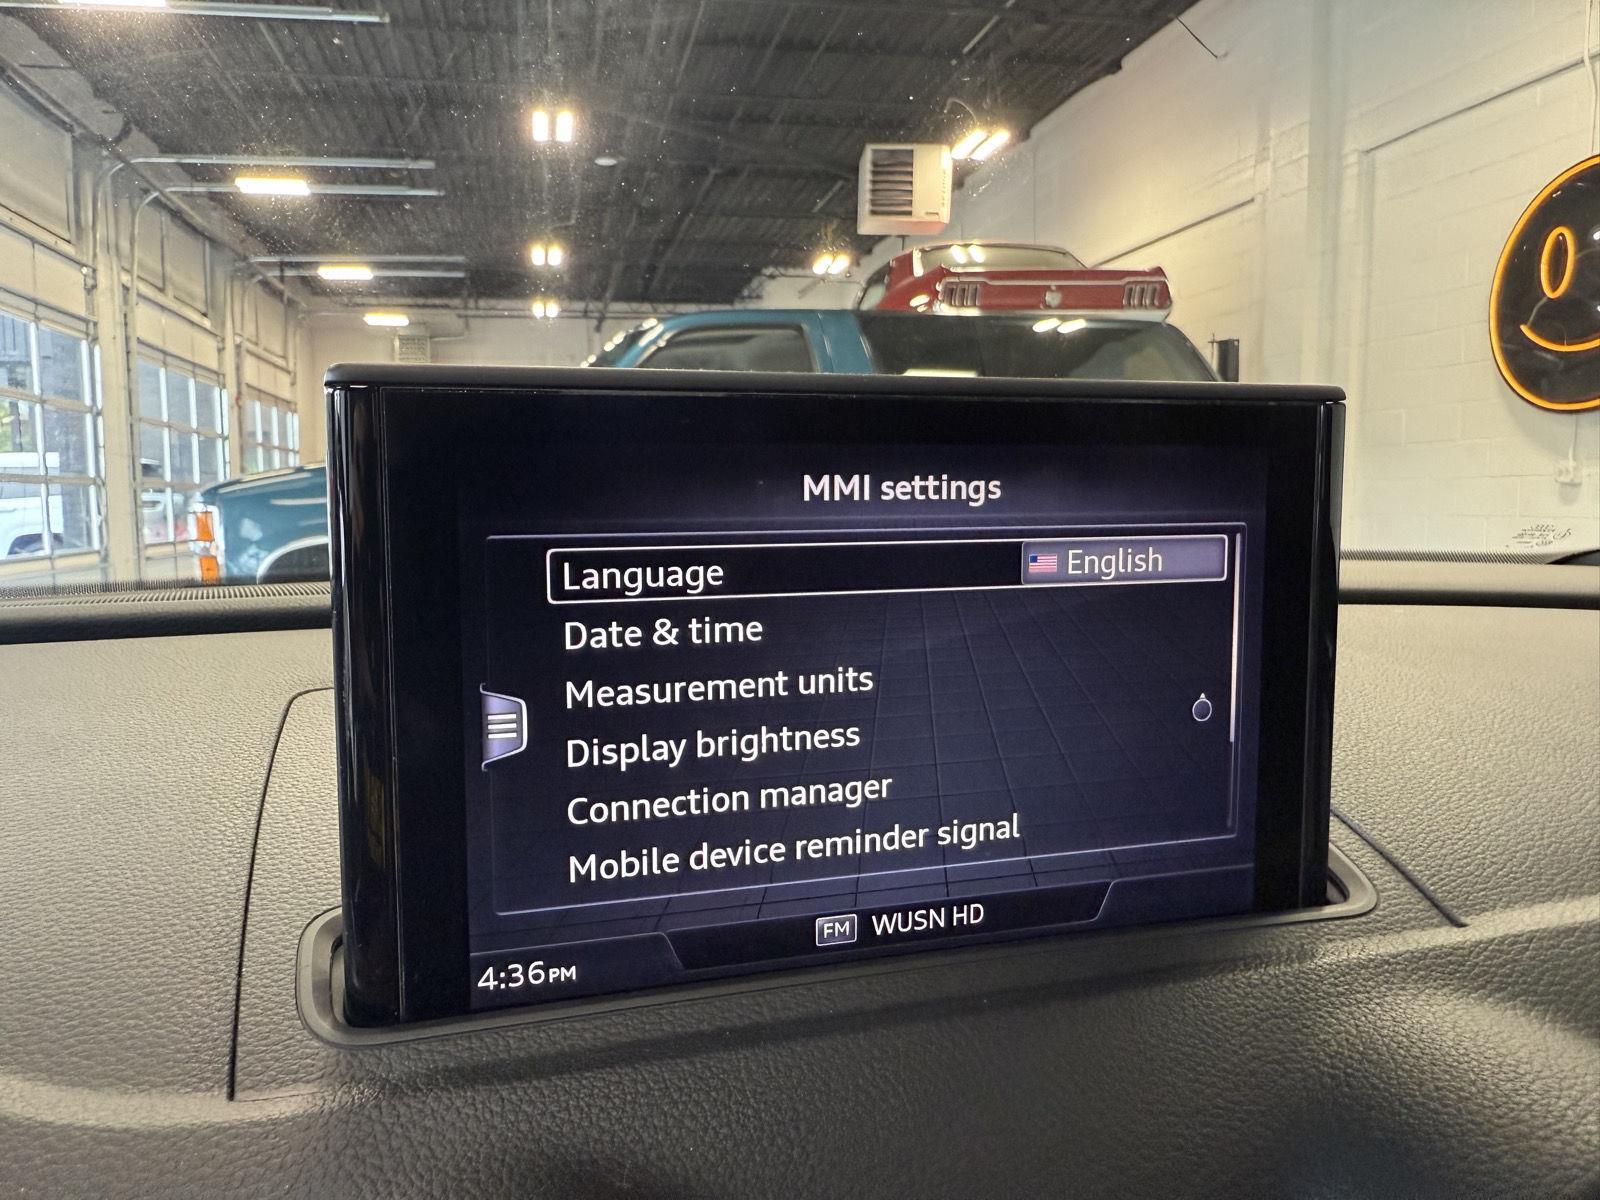 MMI settings
Language English
Date & time
Measurement units
Display brightness
Connection manager
Mobile device reminder signal
FM WUSN HD
4:36PM